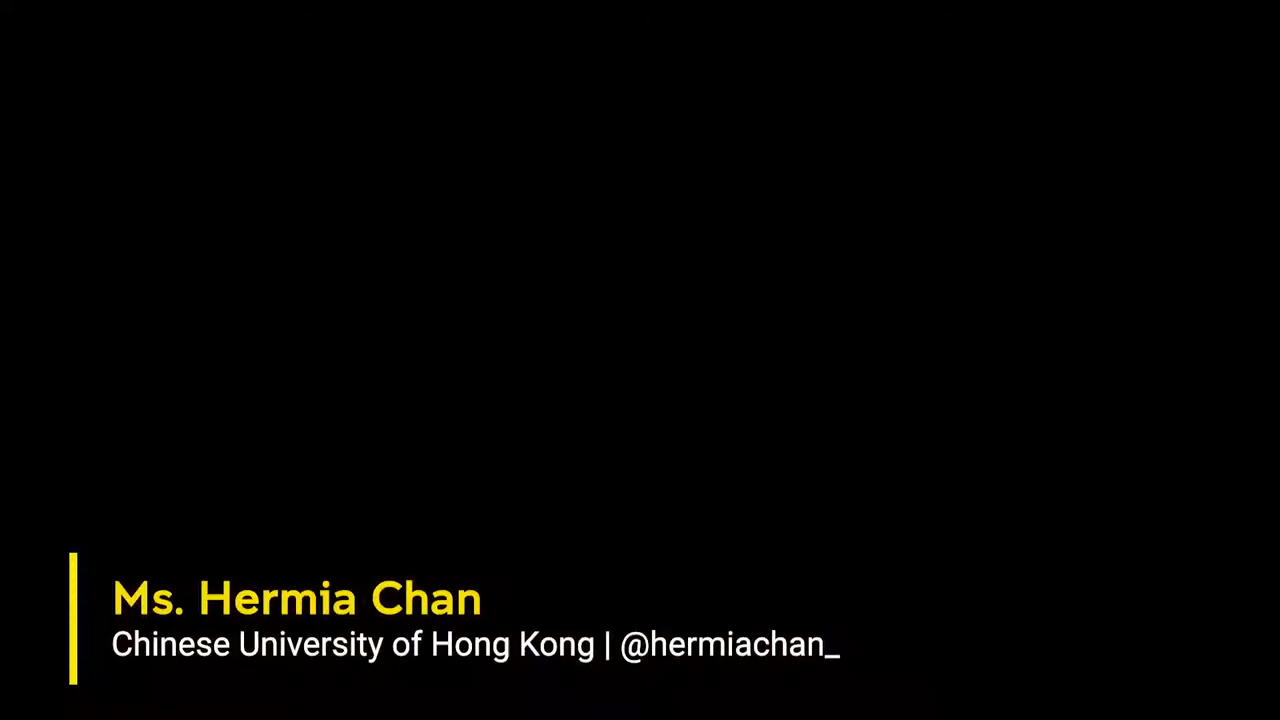 Ms. Hermia Chan
Chinese University of Hong Kong | @hermiachan_